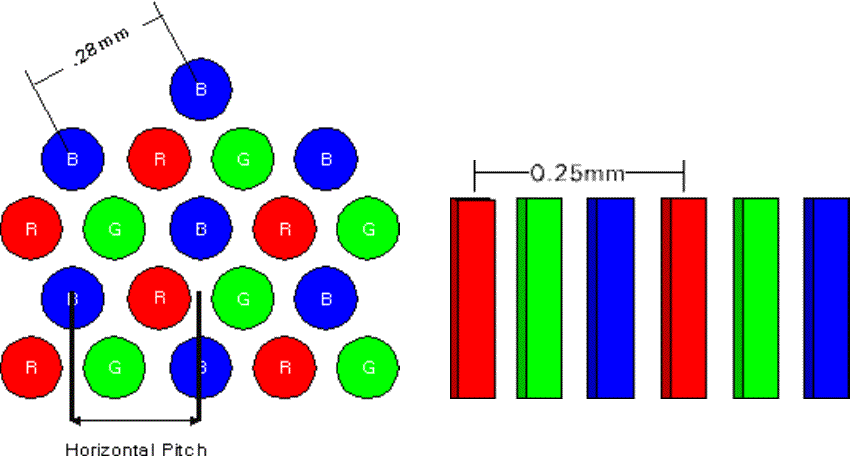 .28mm
B
B R G B
R G B R G
B R G B
R G B R G
Horizontal Pitch
0.25mm